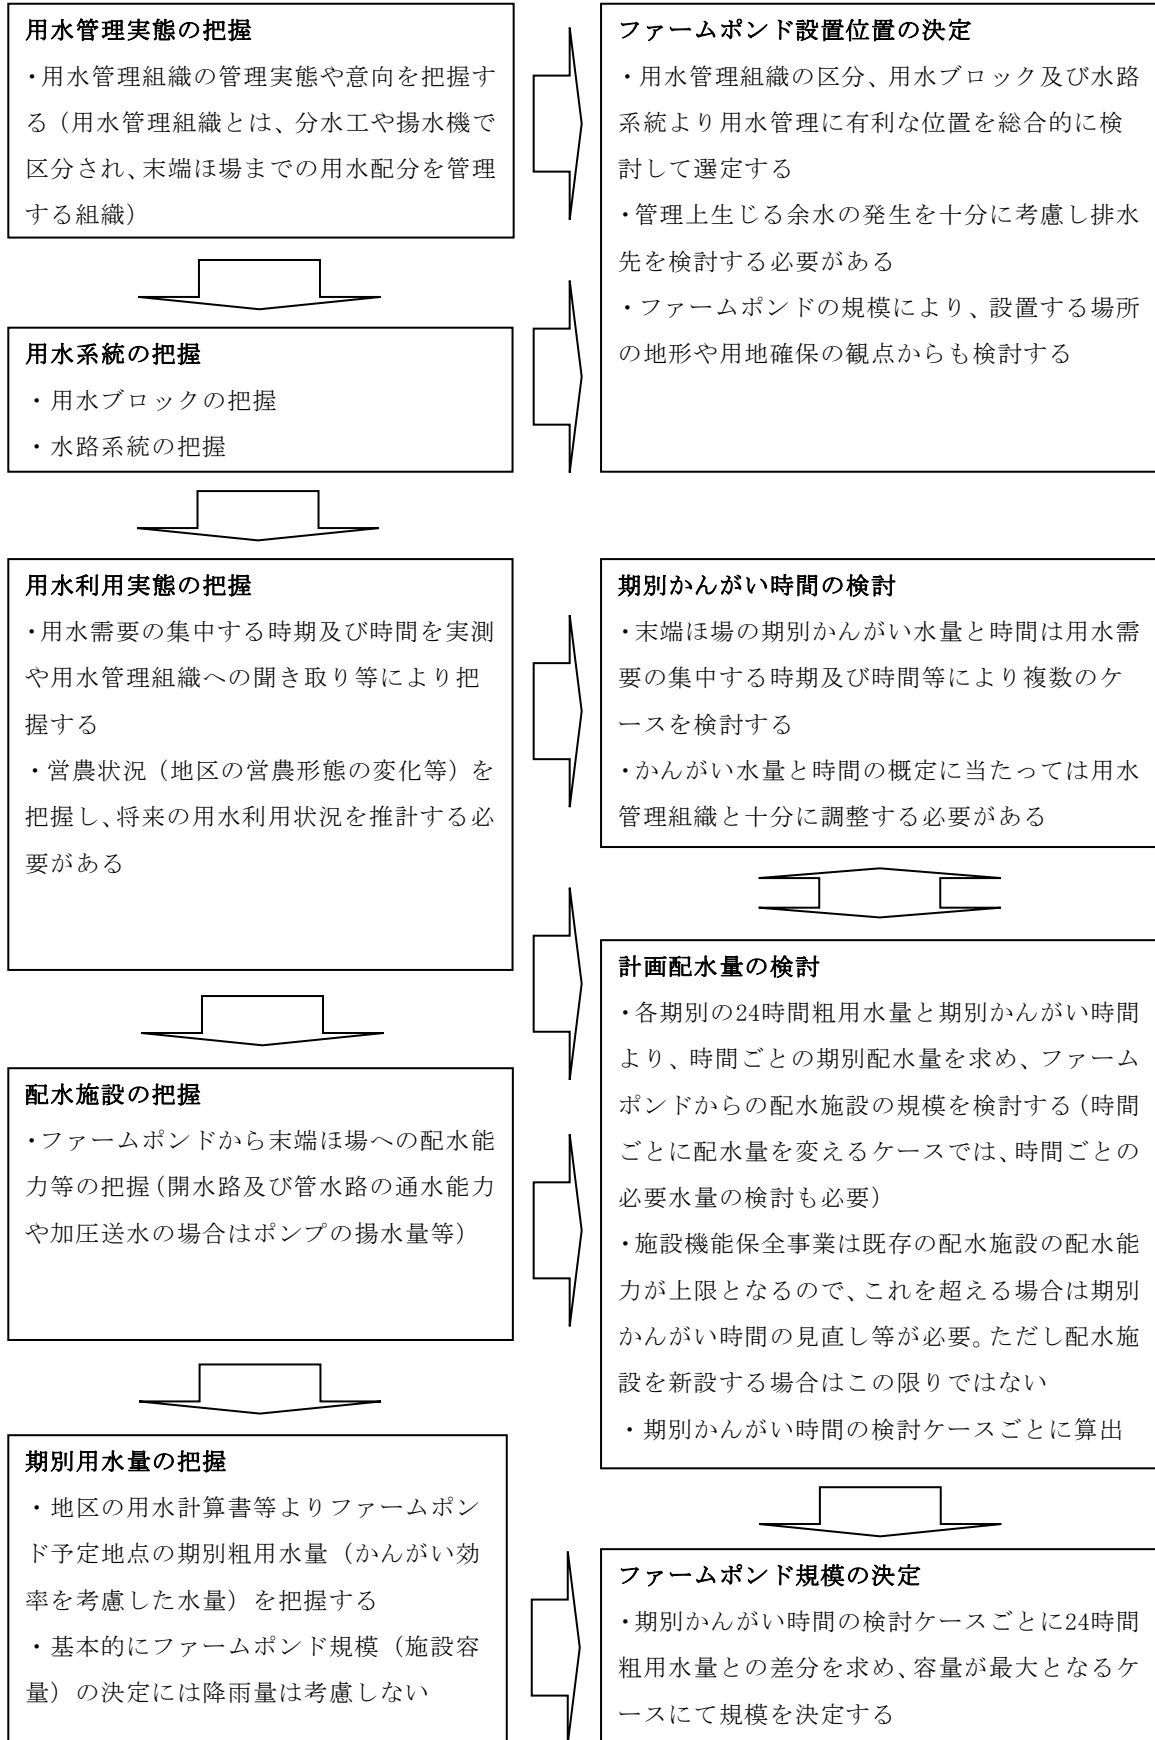 用水管理実態の把握
・用水管理組織の管理実態や意向を把握す
る（用水管理組織とは、分水工や揚水機で
区分され、末端ほ場までの用水配分を管理
する組織）
用水系統の把握
・用水ブロックの把握
・水路系統の把握
用水利用実態の把握
・用水需要の集中する時期及び時間を実測
や用水管理組織への聞き取り等により把
握する
・営農状況（地区の営農形態の変化等）を
把握し、将来の用水利用状況を推計する必
要がある
配水施設の把握
・ファームポンドから末端ほ場への配水能
力等の把握（開水路及び管水路の通水能力
や加圧送水の場合はポンプの揚水量等）
期別用水量の把握
・地区の用水計算書等よりファームポン
ド予定地点の期別粗用水量（かんがい効
率を考慮した水量）を把握する
・基本的にファームポンド規模（施設容
量）の決定には降雨量は考慮しない
ファームポンド設置位置の決定
・用水管理組織の区分、用水ブロック及び水路
系統より用水管理に有利な位置を総合的に検
討して選定する
・管理上生じる余水の発生を十分に考慮し排水
先を検討する必要がある
・ファームポンドの規模により、設置する場所
の地形や用地確保の観点からも検討する
期別かんがい時間の検討
・末端ほ場の期別かんがい水量と時間は用水需
要の集中する時期及び時間等により複数のケ
ースを検討する
・かんがい水量と時間の概定に当たっては用水
管理組織と十分に調整する必要がある
計画配水量の検討
・各期別の24時間粗用水量と期別かんがい時間
より、時間ごとの期別配水量を求め、ファーム
ポンドからの配水施設の規模を検討する（時間
ごとに配水量を変えるケースでは、時間ごとの
必要水量の検討も必要）
・施設機能保全事業は既存の配水施設の配水能
力が上限となるので、これを超える場合は期別
かんがい時間の見直し等が必要。ただし配水施
設を新設する場合はこの限りではない
・期別かんがい時間の検討ケースごとに算出
ファームポンド規模の決定
・期別かんがい時間の検討ケースごとに24時間
粗用水量との差分を求め、容量が最大となるケ
ースにて規模を決定する